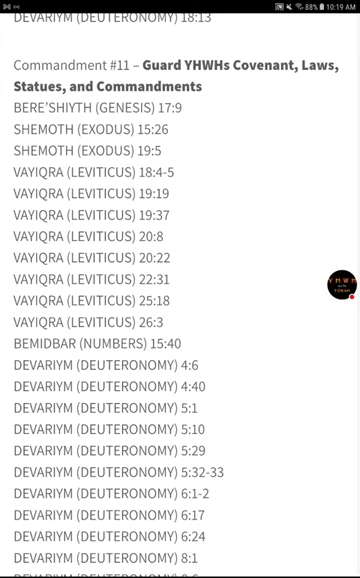 88% 10:19 AM
DEVARIYM (DEUTERONOMY) 18:13
Commandment #11 – Guard YHWHs Covenant, Laws,
Statues, and Commandments
BERE’SHIYTH (GENESIS) 17:9
SHEMOTH (EXODUS) 15:26
SHEMOTH (EXODUS) 19:5
VAYIQRA (LEVITICUS) 18:4-5
VAYIQRA (LEVITICUS) 19:19
VAYIQRA (LEVITICUS) 19:37
VAYIQRA (LEVITICUS) 20:8
VAYIQRA (LEVITICUS) 20:22
VAYIQRA (LEVITICUS) 22:31
VAYIQRA (LEVITICUS) 25:18
VAYIQRA (LEVITICUS) 26:3
BEMIDBAR (NUMBERS) 15:40
DEVARIYM (DEUTERONOMY) 4:6
DEVARIYM (DEUTERONOMY) 4:40
DEVARIYM (DEUTERONOMY) 5:1
DEVARIYM (DEUTERONOMY) 5:10
DEVARIYM (DEUTERONOMY) 5:29
DEVARIYM (DEUTERONOMY) 5:32-33
DEVARIYM (DEUTERONOMY) 6:1-2
DEVARIYM (DEUTERONOMY) 6:17
DEVARIYM (DEUTERONOMY) 6:24
DEVARIYM (DEUTERONOMY) 8:1